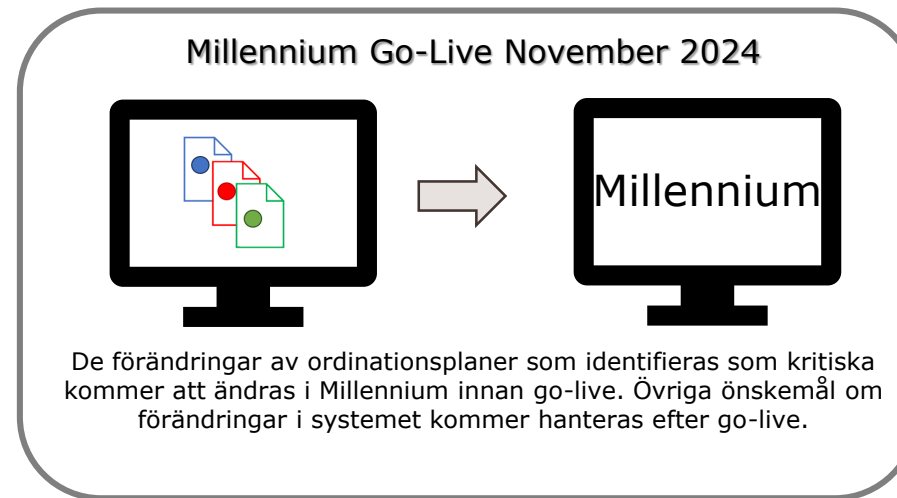 Millennium Go-Live November 2024
Millennium
De förändringar av ordinationsplaner som identifieras som kritiska
kommer att ändras i Millennium innan go-live. Övriga önskemål om
förändringar i systemet kommer hanteras efter go-live.